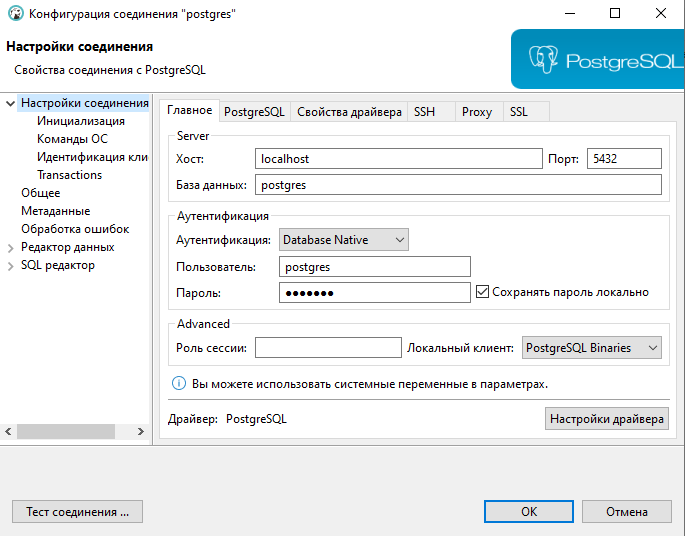 Конфигурация соединения "postgres"
Настройки соединения
Свойства соединения с PostgreSQL
PostgreSQL
Настройки соединения
Инициализация
Команды ОС
Идентификация кли
Transactions
Общее
Метаданные
Обработка ошибок
Редактор данных
SQL редактор
Главное PostgreSQL Свойства драйвера SSH Proxy SSL
Server
Хост: localhost Порт: 5432
База данных: postgres
Аутентификация
Аутентификация: Database Native
Пользователь: postgres
Пароль: ●●●●●●● Сохранять пароль локально
Advanced
Роль сессии: Локальный клиент: PostgreSQL Binaries
Вы можете использовать системные переменные в параметрах.
Драйвер: PostgreSQL Настройки драйвера
Тест соединения ... ОК Отмена